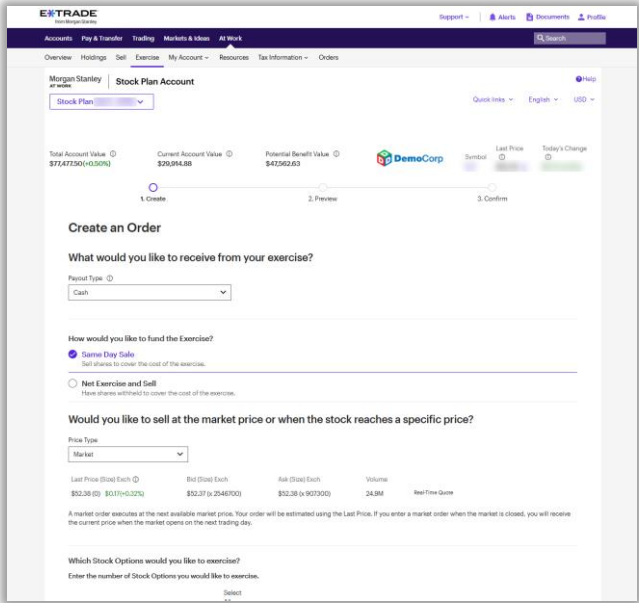 E*TRADE
from Morgan Stanley
Support
Alerts
Documents
Profile
Accounts Pay & Transfer Trading Markets & Ideas At Work
Search
Overview Holdings Sell Exercise My Account Resources Tax Information Orders
Morgan Stanley
AT WORK
Stock Plan Account
Help
Stock Plan
Quick links English USD
Total Account Value
$77,477.50(+0.50%)
Current Account Value
$29,914.88
Potential Benefit Value
$47,562.63
DemoCorp
Symbol
Last Price
Today's Change
1. Create
2. Preview
3. Confirm
Create an Order
What would you like to receive from your exercise?
Payout Type
Cash
How would you like to fund the Exercise?
Same Day Sale
Sell shares to cover the cost of the exercise.
Net Exercise and Sell
Have shares withheld to cover the cost of the exercise.
Would you like to sell at the market price or when the stock reaches a specific price?
Price Type
Market
Last Price (Size) Each Bid (Size) Each Ask (Size) Each Volume
$52.38 (0) $0.17(+0.32%) $52.37 (x 2546700) $52.38 (x 907300) 24.9M Real-Time Quote
A market order executes at the next available market price. Your order will be estimated using the Last Price. If you enter a market order when the market is closed, you will receive
the current price when the market opens on the next trading day.
Which Stock Options would you like to exercise?
Enter the number of Stock Options you would like to exercise.
Select